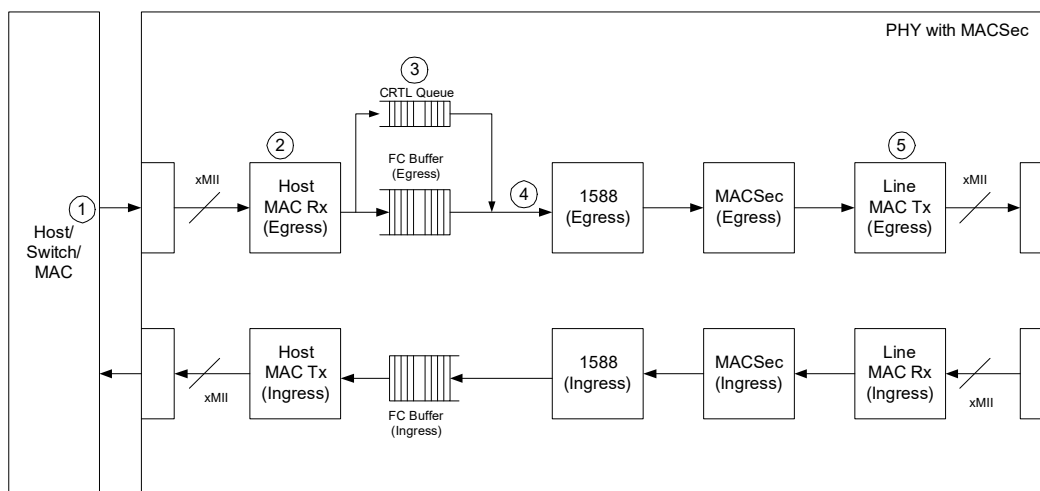 PHY with MACSec
3
CRTL Queue
2
5
xMII
FC Buffer
(Egress)
xMII
1
Host
MAC Rx
(Egress)
4
1588
(Egress)
MACSec
(Egress)
Line
MAC Tx
(Egress)
Host/
Switch/
MAC
Host
MAC Tx
(Ingress)
1588
(Ingress)
MACSec
(Ingress)
Line
MAC Rx
(Ingress)
xMII
FC Buffer
(Ingress)
xMII